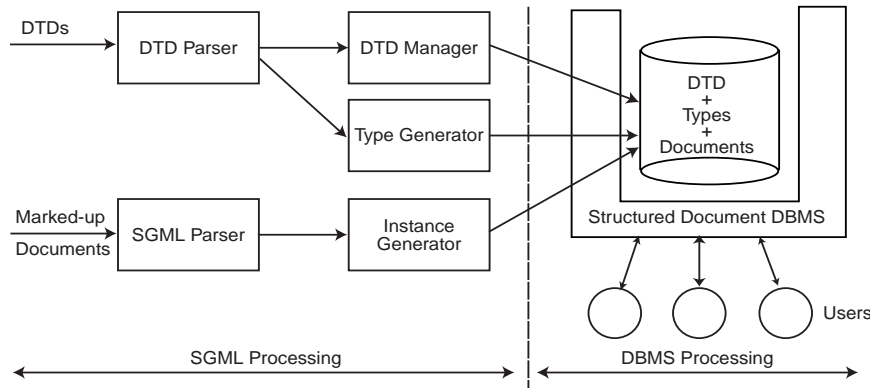 DTDs
DTD Parser
DTD Manager
Type Generator
DTD
+
Types
+
Documents
Marked-up
Documents
SGML Parser
Instance
Generator
Structured Document DBMS
Users
SGML Processing
DBMS Processing